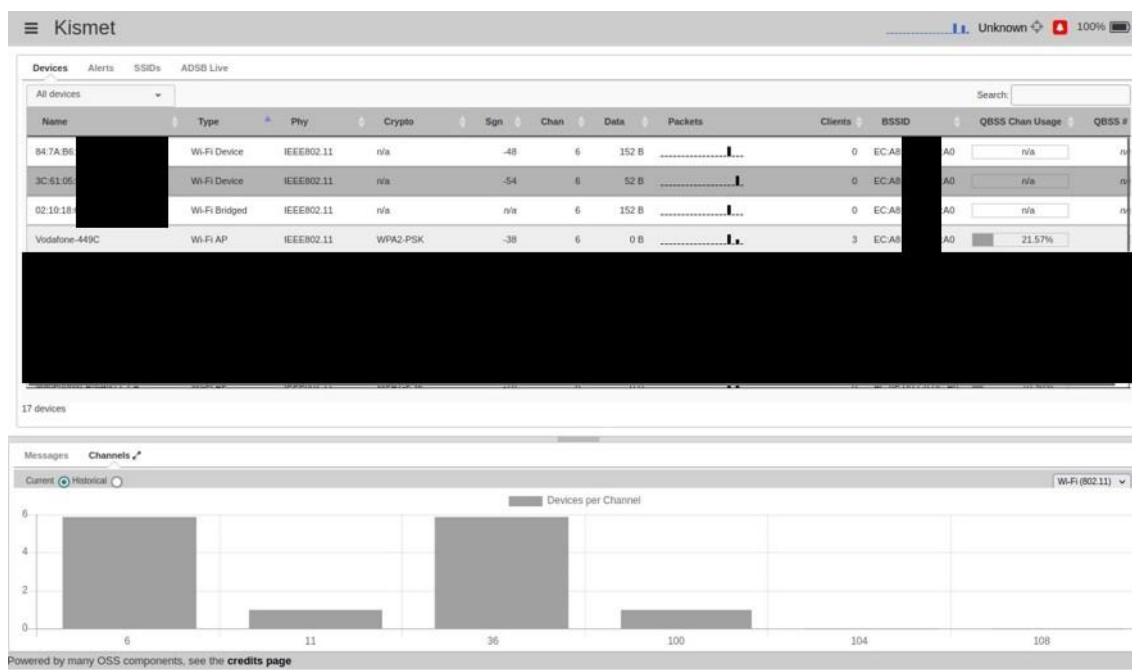 Kismet Unknown 100%
Devices Alerts SSIDs ADSB Live
All devices Search:
Name Type Phy Crypto Sgn Chan Data Packets Clients BSSID QBSS Chan Usage QBSS #
84:7A:B6: Wi-Fi Device IEEE802.11 n/a -48 6 152 B 0 EC:A8 :A0 n/a
3C:61:05: Wi-Fi Device IEEE802.11 n/a -54 6 52 B 0 EC:A8 :A0 n/a
02:10:18: Wi-Fi Bridged IEEE802.11 n/a n/a 6 152 B 0 EC:A8 :A0 n/a
Vodafone-449C Wi-Fi AP IEEE802.11 WPA2-PSK -38 6 0 B 3 EC:A8 :A0 21.57%
17 devices
Messages Channels
Current Historical Wi-Fi (802.11)
Devices per Channel
6
4
2
0
6 11 36 100 104 108
Powered by many OSS components, see the credits page